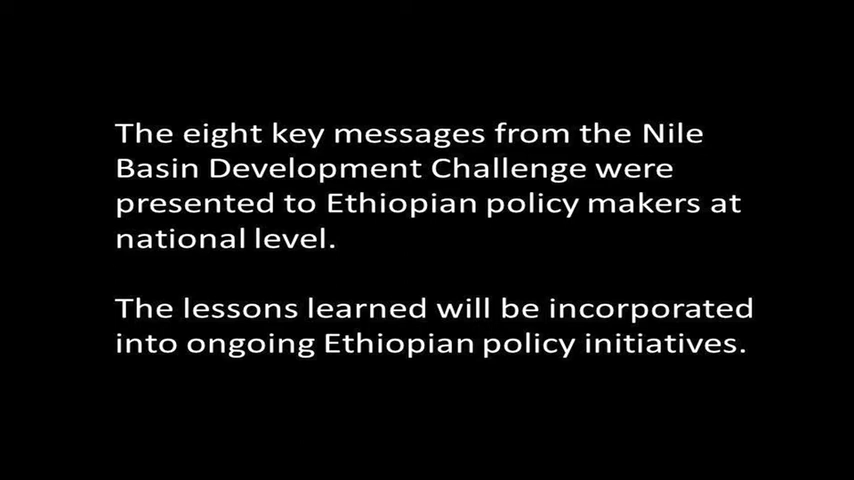 The eight key messages from the Nile
Basin Development Challenge were
presented to Ethiopian policy makers at
national level.
The lessons learned will be incorporated
into ongoing Ethiopian policy initiatives.